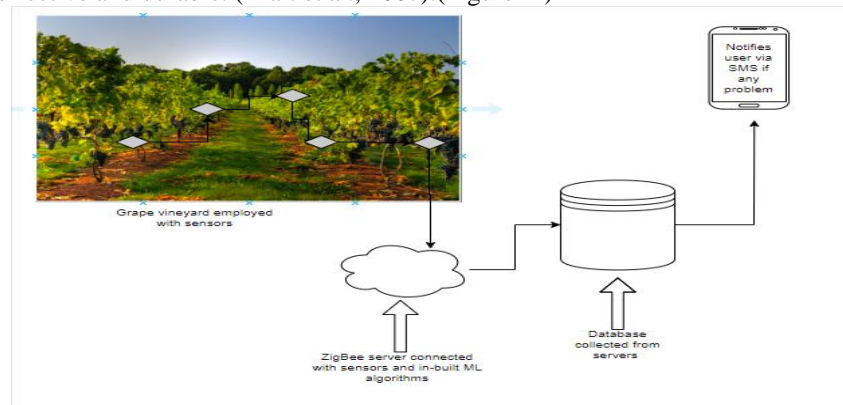 Notifies
user via
SMS if
any
problem
Grape vineyard employed
with sensors
ZigBee server connected
with sensors and in-built ML
algorithms
Database
collected from
servers